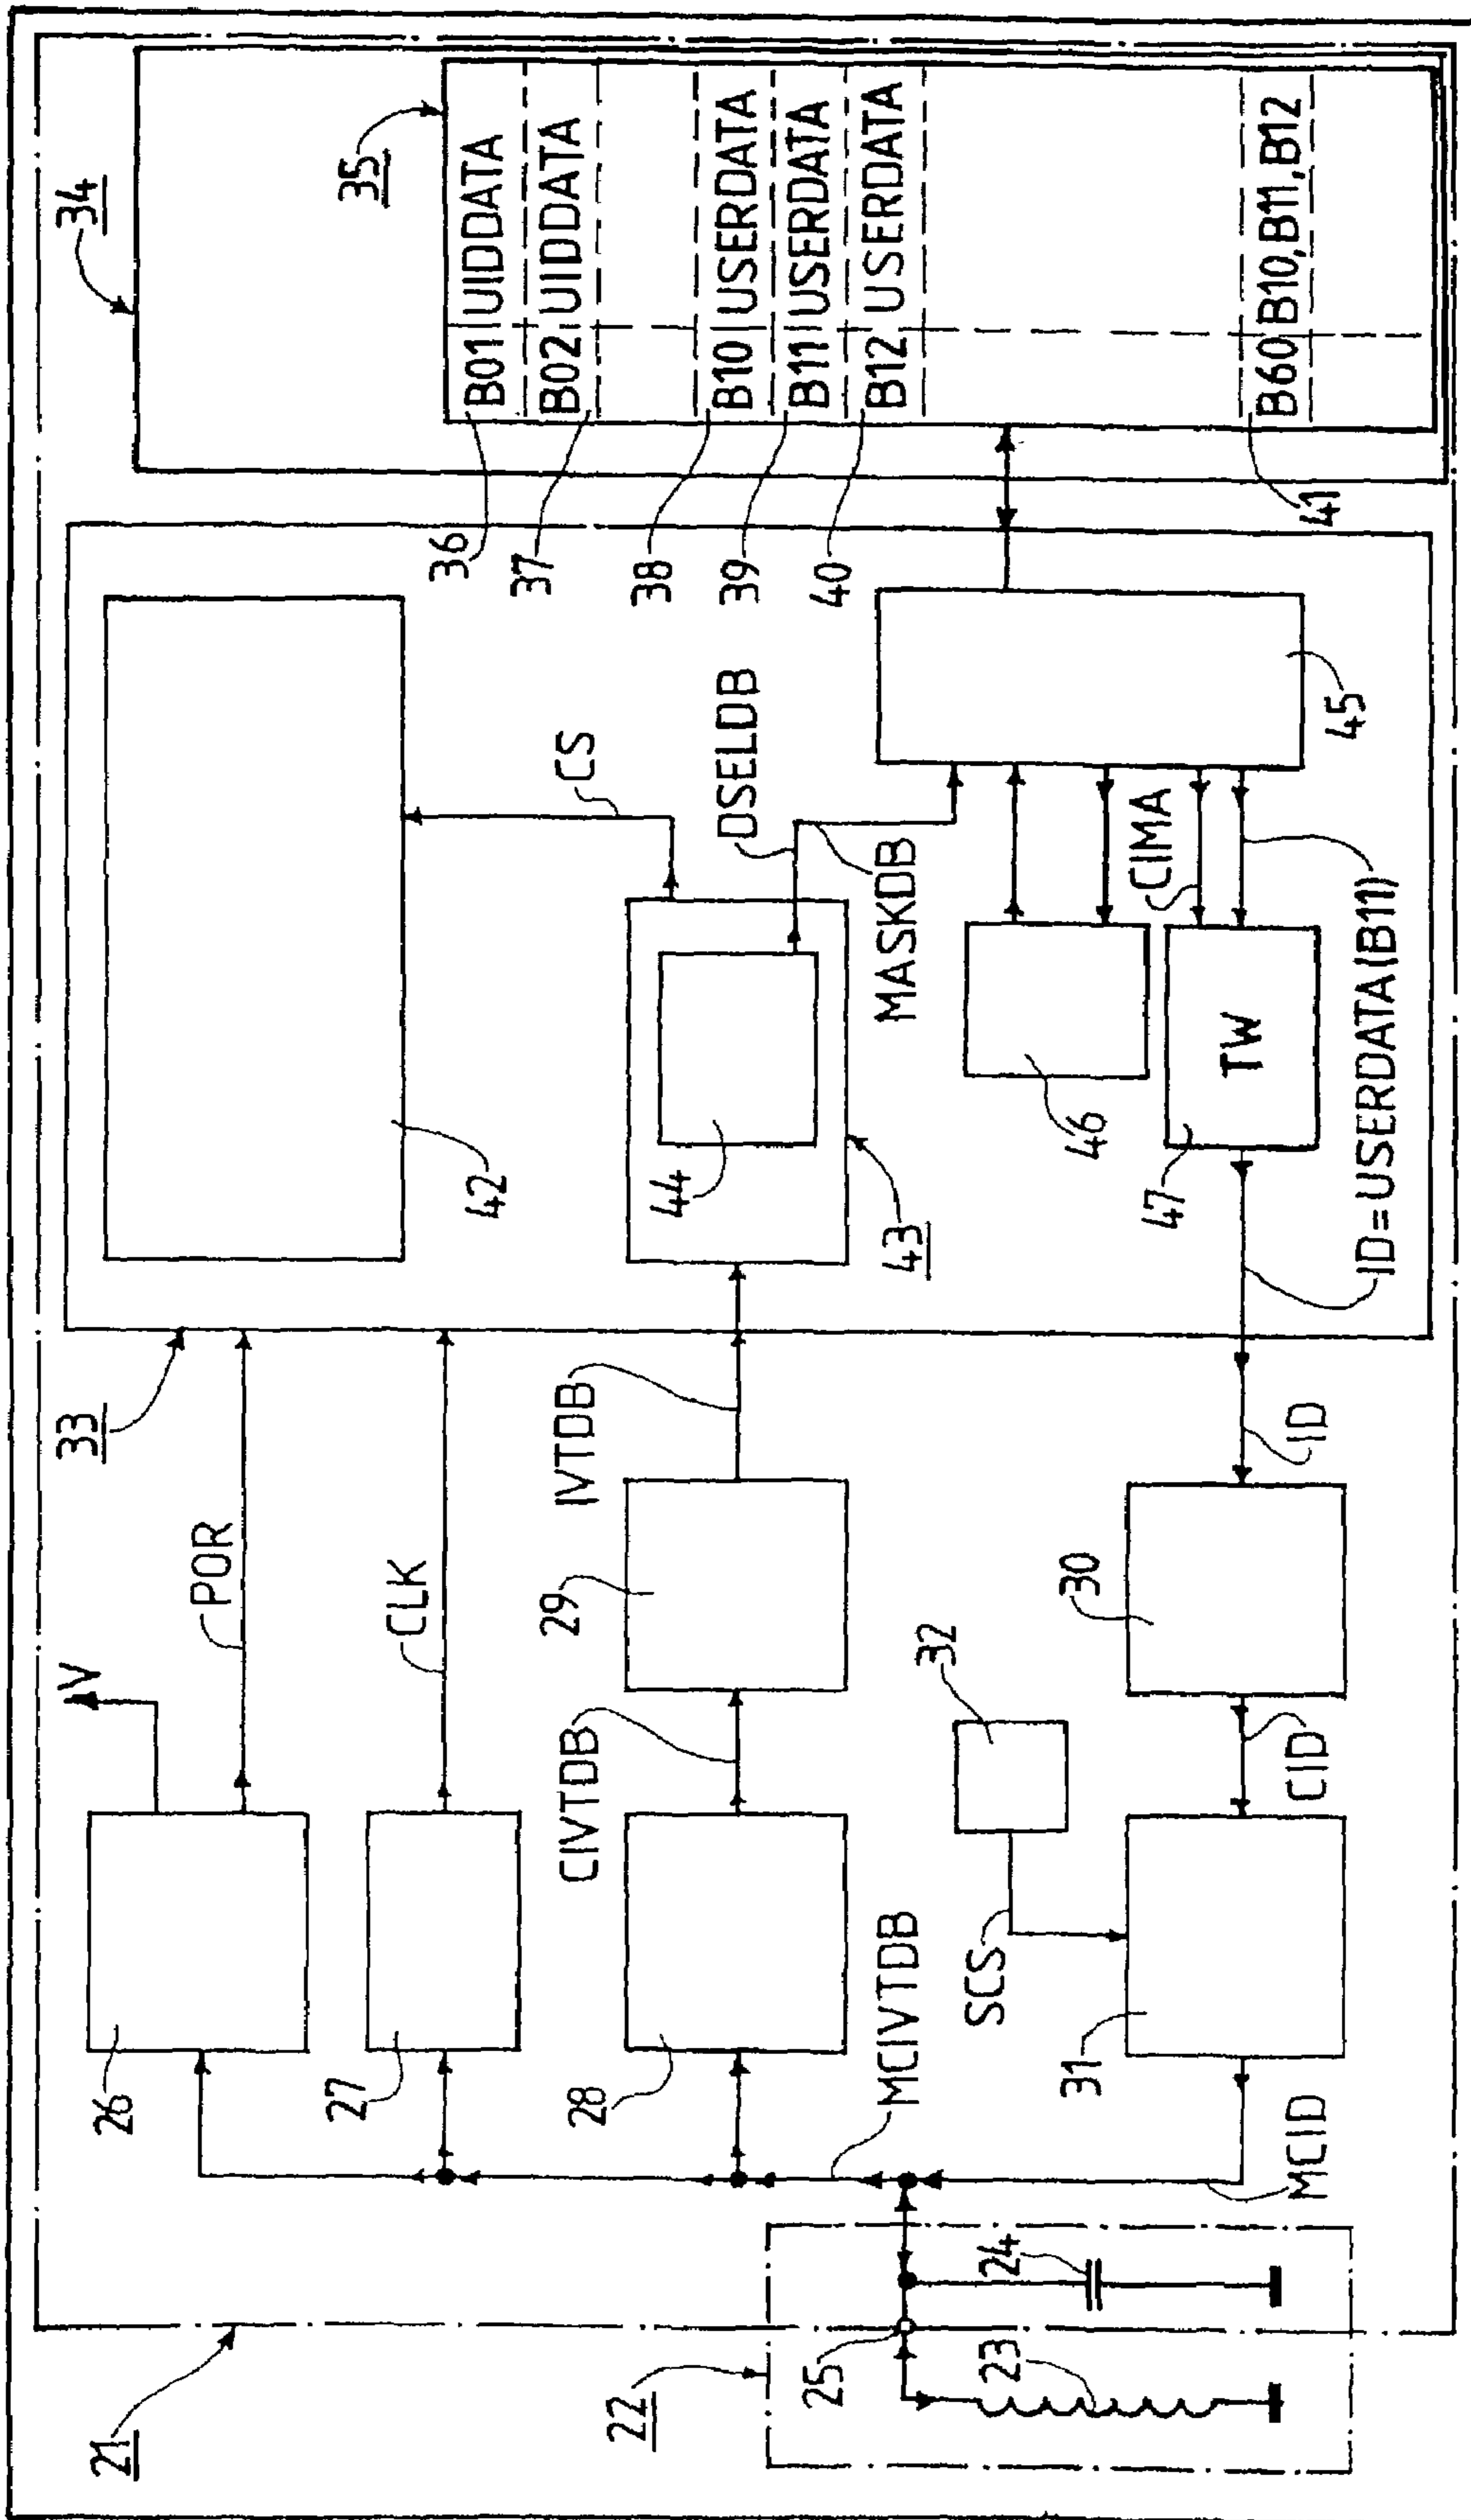 34
35
B01 UIDDATA
B02 UIDDATA
B10 USERDATA
B11 USERDATA
B12 USERDATA
B60 B10,B11,B12
36
37
38
39
40
41
33
42
CS
DSELDB
MASKDB
44
43
45
46
CIMA
TW
47
ID=USERDATA(B11)
V
POR
CLK
IVTDB
29
CIVTDB
32
30
ID
CID
SCS
31
26
27
28
MCIVTDB
MCID
21
22
25
24
23